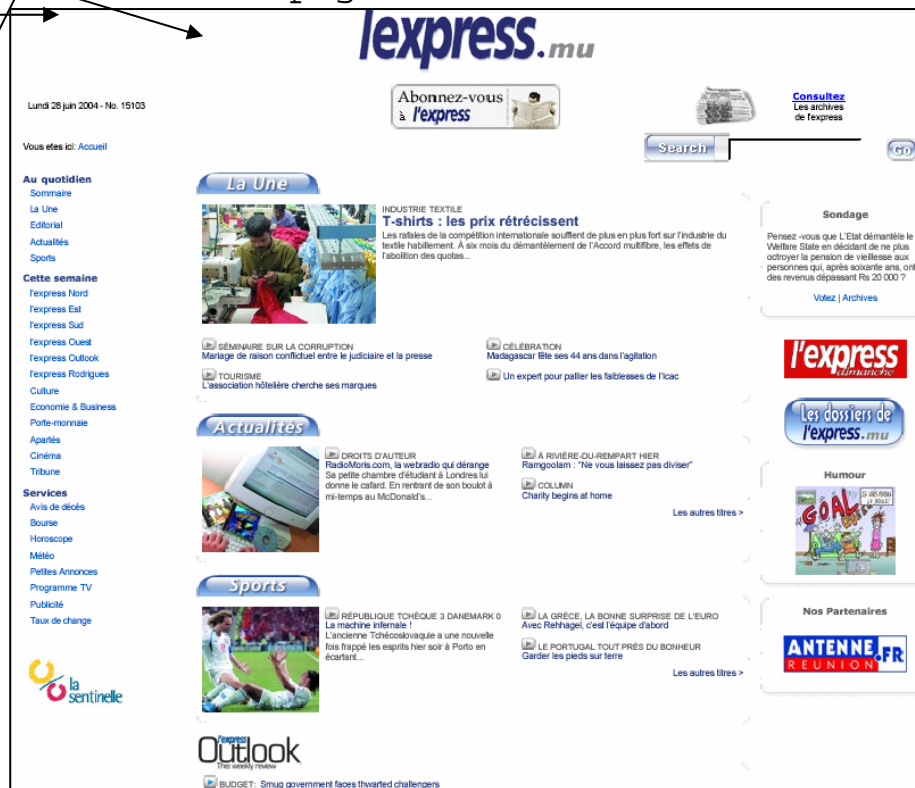 lexpress.mu
Lundi 28 juin 2004 - No. 15103
Abonnez-vous
à l'express
Consultez
Les archives
de l'express
Vous etes ici: Accueil
Search
Go
Au quotidien
Sommaire
La Une
Editorial
Actualités
Sports
Cette semaine
l'express Nord
l'express Est
l'express Sud
l'express Ouest
l'express Outlook
l'express Rodrigues
Culture
Economie & Business
Porte-monnaie
Apartés
Cinéma
Tribune
Services
Avis de décès
Bourse
Horoscope
Météo
Petites Annonces
Programme TV
Publicité
Taux de change
la
sentinelle
La Une
INDUSTRIE TEXTILE
T-shirts : les prix rétrécissent
Les rafales de la compétition internationale soufflent de plus en plus fort sur l'industrie du
textile habillement. À six mois du démantèlement de l'Accord multifibre, les effets de
l'abolition des quotas...
SÉMINAIRE SUR LA CORRUPTION
Mariage de raison conflictuel entre le judiciaire et la presse
TOURISME
L'association hôtelière cherche ses marques
CÉLÉBRATION
Madagascar fête ses 44 ans dans l'agitation
Un expert pour pallier les faiblesses de l'Icac
Actualités
DROITS D'AUTEUR
RadioMoris.com, la webradio qui dérange
Sa petite chambre d'étudiant à Londres lui
donne le cafard. En rentrant de son boulot à
mi-temps au McDonald's...
À RIVIÈRE-DU-REMPART HIER
Ramgoolam : "Ne vous laissez pas diviser"
COLUMN
Charity begins at home
Les autres titres >
Sports
RÉPUBLIQUE TCHÈQUE 3 DANEMARK 0
La machine infernale !
L'ancienne Tchécoslovaquie a une nouvelle
fois frappé les esprits hier soir à Porto en
écartant...
LA GRÈCE, LA BONNE SURPRISE DE L'EURO
Avec Rehhagel, c'est l'équipe d'abord
LE PORTUGAL TOUT PRÈS DU BONHEUR
Garder les pieds sur terre
Les autres titres >
l'express
Outlook
This weekly review
BUDGET: Smug government faces thwarted challengers
Sondage
Pensez -vous que L'Etat démantèle le
Welfare State en décidant de ne plus
octroyer la pension de vieillesse aux
personnes qui, après soixante ans, ont
des revenus dépassant Rs 20 000 ?
Votez | Archives
l'express
dimanche
Les dossiers de
l'express.mu
Humour
GOAL
Nos Partenaires
ANTENNE.FR
REUNION